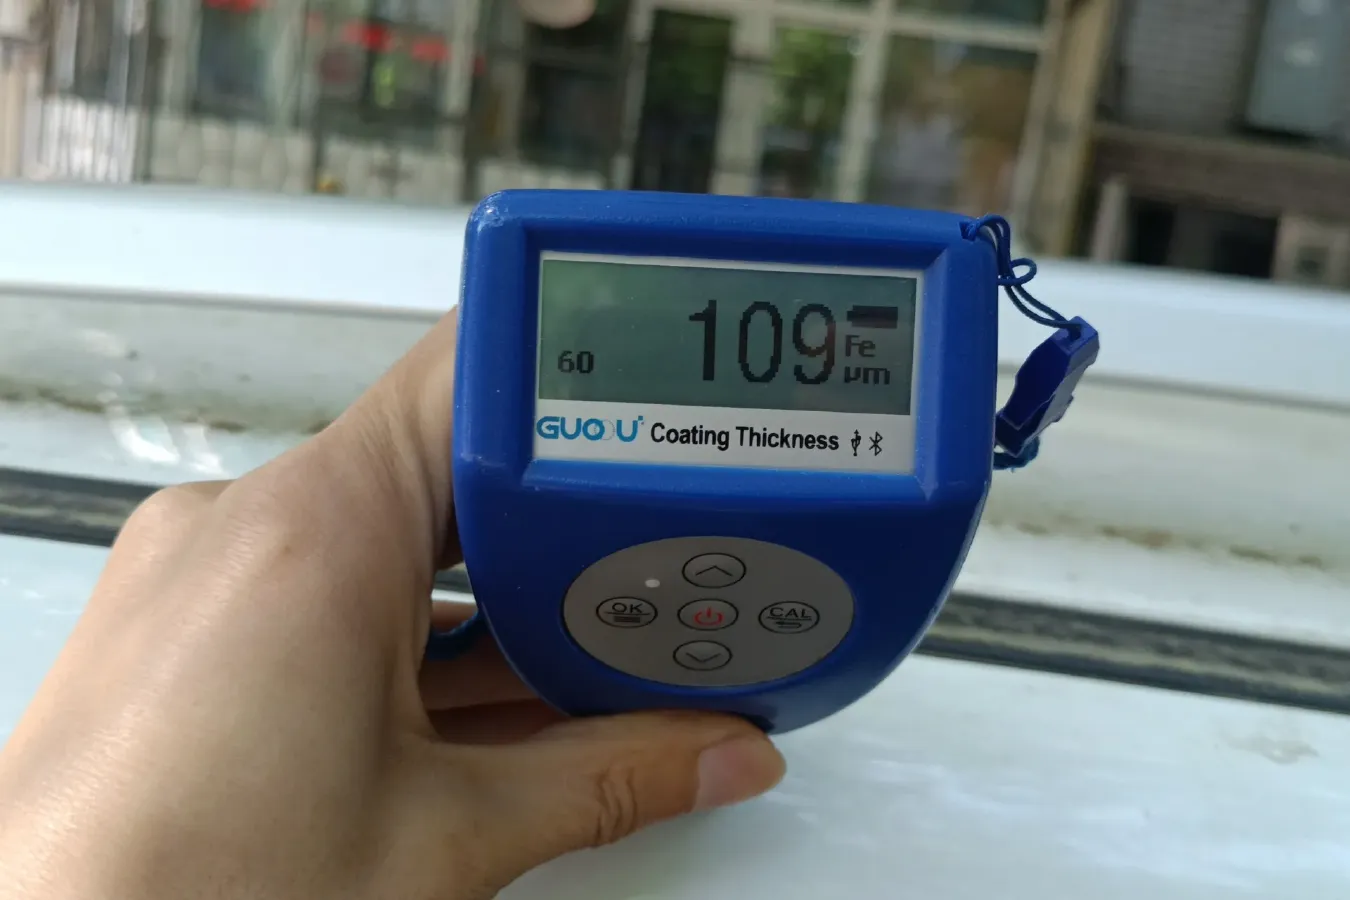 109
Fe
60
µm
GUOOU Coating Thickness
OK
CAL